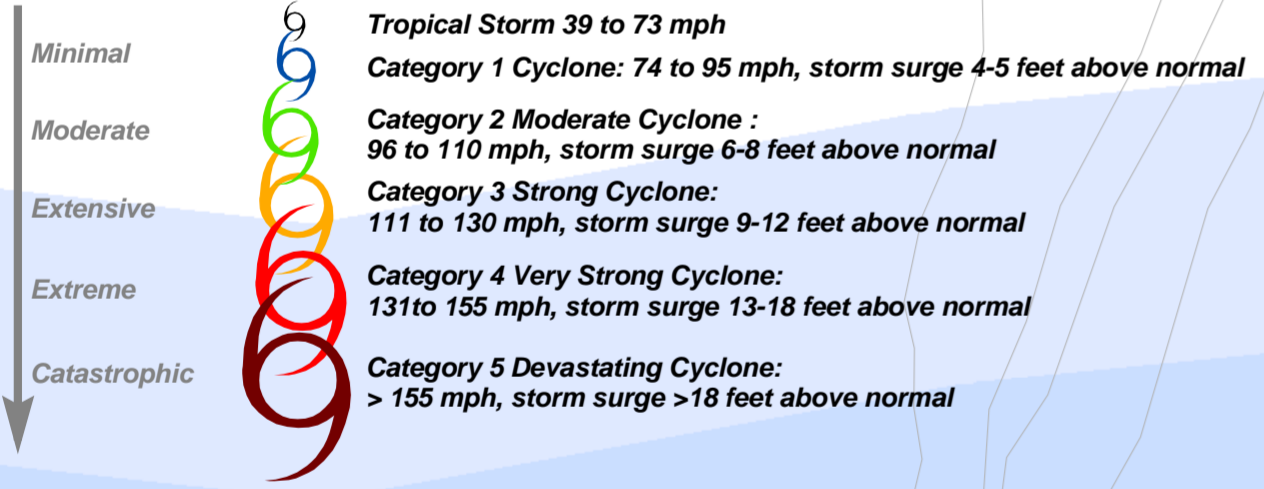 Tropical Storm 39 to 73 mph
Minimal
Category 1 Cyclone: 74 to 95 mph, storm surge 4-5 feet above normal
Moderate
Category 2 Moderate Cyclone :
96 to 110 mph, storm surge 6-8 feet above normal
Extensive
Category 3 Strong Cyclone:
111 to 130 mph, storm surge 9-12 feet above normal
Extreme
Category 4 Very Strong Cyclone:
131to 155 mph, storm surge 13-18 feet above normal
Catastrophic
Category 5 Devastating Cyclone:
> 155 mph, storm surge >18 feet above normal